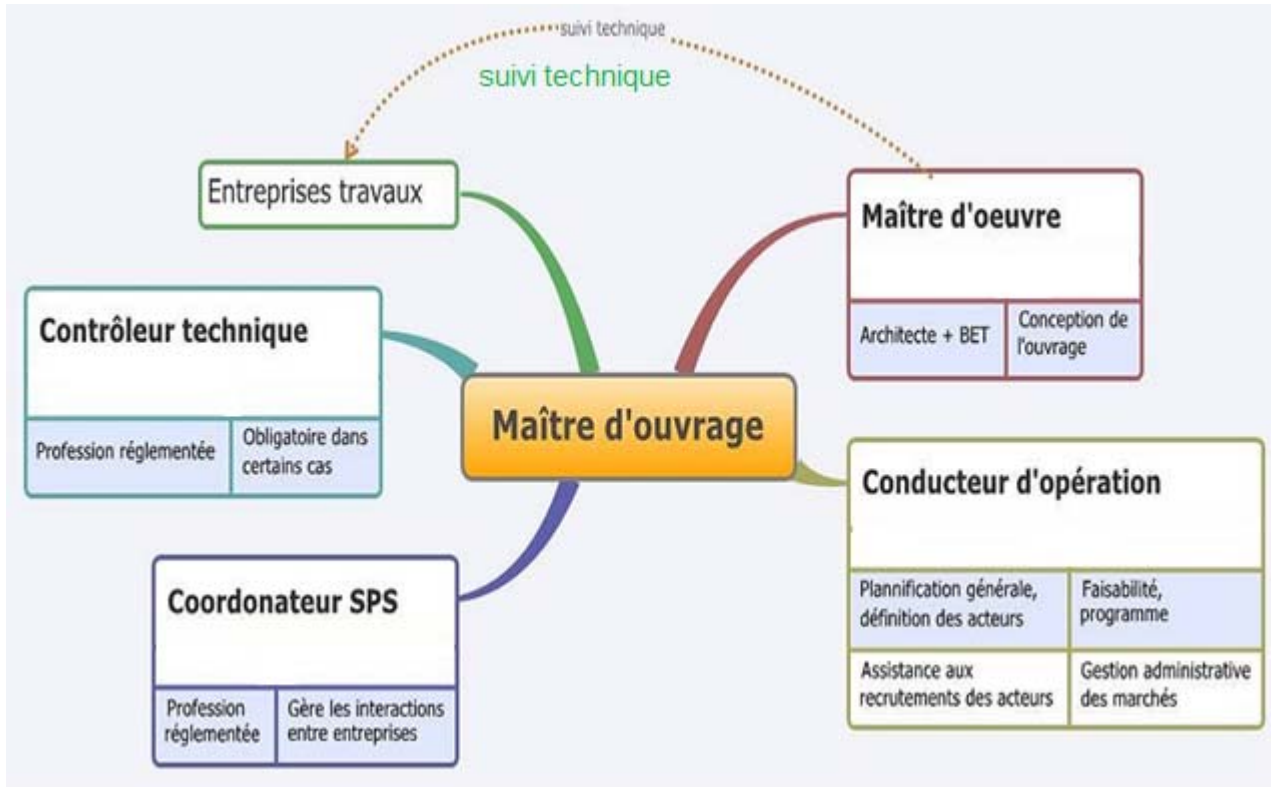 suivi technique
suivi technique
Entreprises travaux
Maître d'oeuvre
Architecte + BET
Conception de
l'ouvrage
Contrôleur technique
Profession réglementée
Obligatoire dans
certains cas
Maître d'ouvrage
Conducteur d'opération
Plannification générale,
définition des acteurs
Faisabilité,
programme
Assistance aux
recrutements des acteurs
Gestion administrative
des marchés
Coordonateur SPS
Profession
réglementée
Gère les interactions
entre entreprises